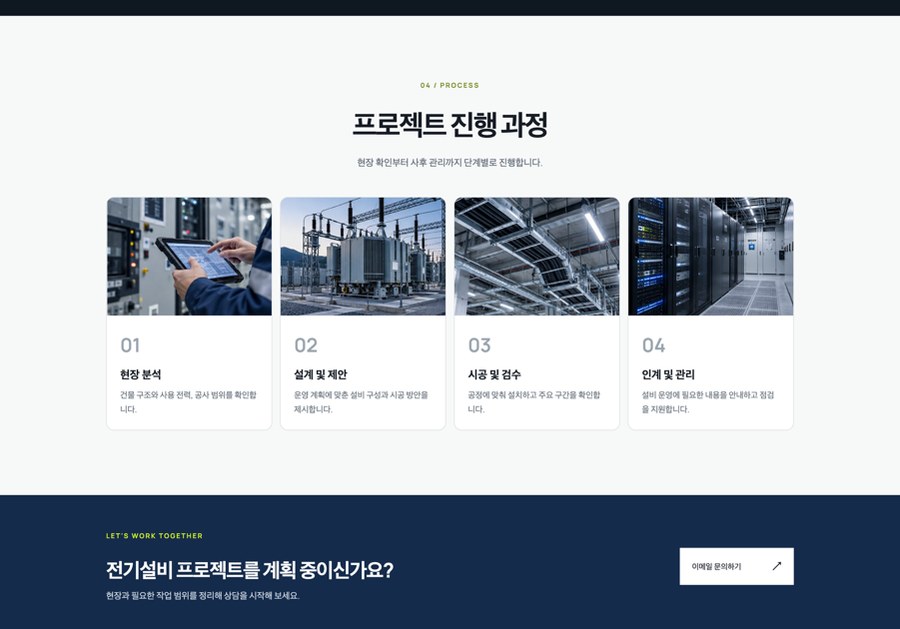 04 / PROCESS
프로젝트 진행 과정
현장 확인부터 사후 관리까지 단계별로 진행합니다.
01
현장 분석
건물 구조와 사용 전력, 공사 범위를 확인합
니다.
02
설계 및 제안
운영 계획에 맞춘 설비 구성과 시공 방안을
제시합니다.
03
시공 및 검수
공정에 맞춰 설치하고 주요 구간을 확인합
니다.
04
인계 및 관리
설비 운영에 필요한 내용을 안내하고 점검
을 지원합니다.
LET'S WORK TOGETHER
전기설비 프로젝트를 계획 중이신가요?
현장과 필요한 작업 범위를 정리해 상담을 시작해 보세요.
이메일 문의하기